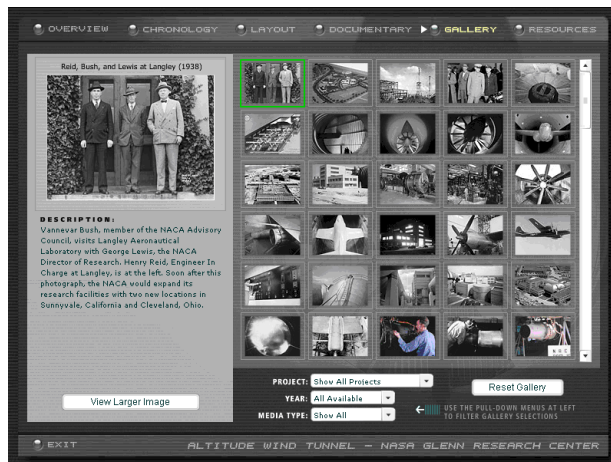 OVERVIEW CHRONOLOGY LAYOUT DOCUMENTARY GALLERY RESOURCES
Reid, Bush, and Lewis at Langley (1938)
DESCRIPTION:
Vannevar Bush, member of the NACA Advisory
Council, visits Langley Aeronautical
Laboratory with George Lewis, the NACA
Director of Research. Henry Reid, Engineer In
Charge at Langley, is at the left. Soon after this
photograph, the NACA would expand its
research facilities with two new locations in
Sunnyvale, California and Cleveland, Ohio.
View Larger Image
PROJECT: Show All Projects
YEAR: All Available
MEDIA TYPE: Show All
Reset Gallery
USE THE PULL-DOWN MENUS AT LEFT
TO FILTER GALLERY SELECTIONS
EXIT
ALTITUDE WIND TUNNEL – NASA GLENN RESEARCH CENTER